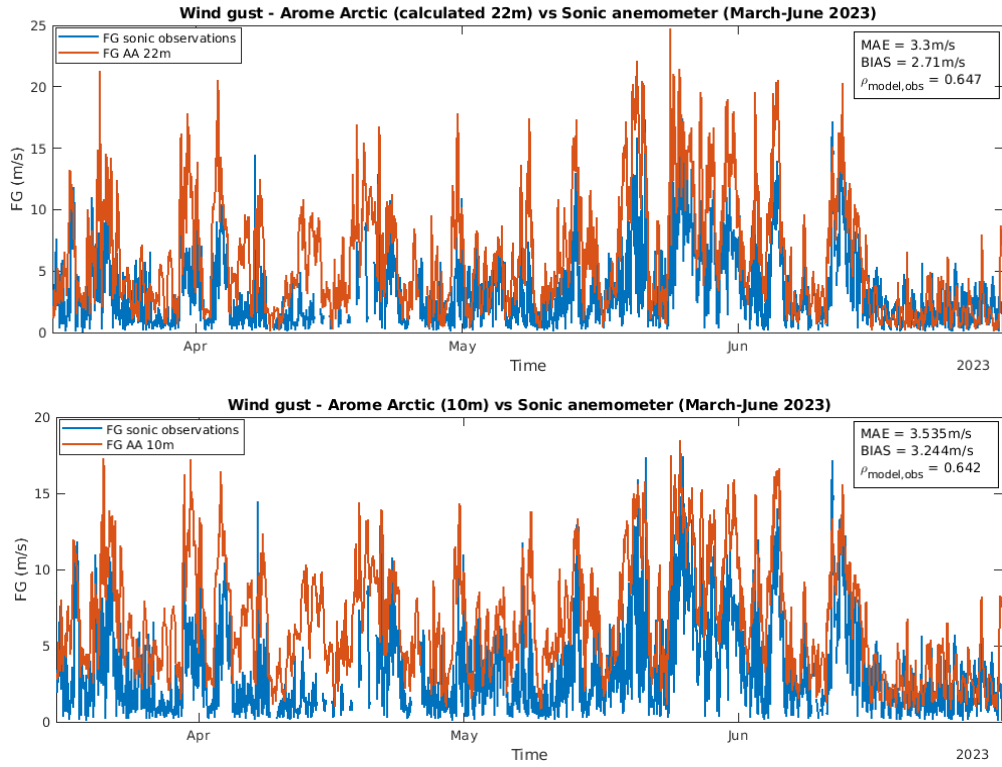 Wind gust - Arome Arctic (calculated 22m) vs Sonic anemometer (March-June 2023)
25
FG sonic observations
FG AA 22m
MAE = 3.3m/s
BIAS = 2.71m/s
ρmodel,obs = 0.647
20
15
10
5
0
FG (m/s)
Apr
May
Jun
Time
2023
Wind gust - Arome Arctic (10m) vs Sonic anemometer (March-June 2023)
20
FG sonic observations
FG AA 10m
MAE = 3.535m/s
BIAS = 3.244m/s
ρmodel,obs = 0.642
15
10
5
0
FG (m/s)
Apr
May
Jun
Time
2023